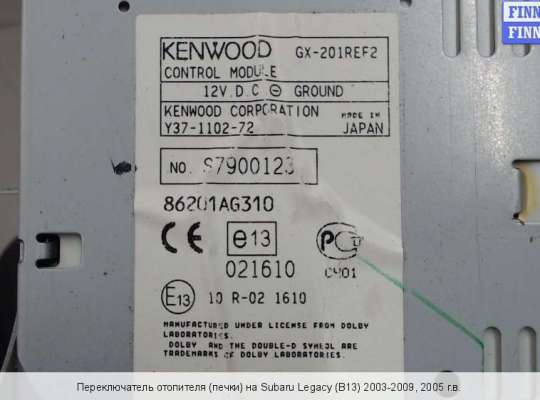 FINN
FINN
KENWOOD GX-201REF2
CONTROL MODULE
12V.D.C ⊖ GROUND
KENWOOD CORPORATION
Y37-1102-72
MADE IN
JAPAN
NO. S7900123
86201AG310
CE e13 PCT
021610 CЧ01
E13 10 R-02 1610
MANUFACTURED UNDER LICENSE FROM DOLBY
LABORATORIES.
DOLBY AND THE DOUBLE-D SYMBOL ARE
TRADEMARKS OF DOLBY LABORATORIES.
Переключатель отопителя (печки) на Subaru Legacy (B13) 2003-2009, 2005 г.в.